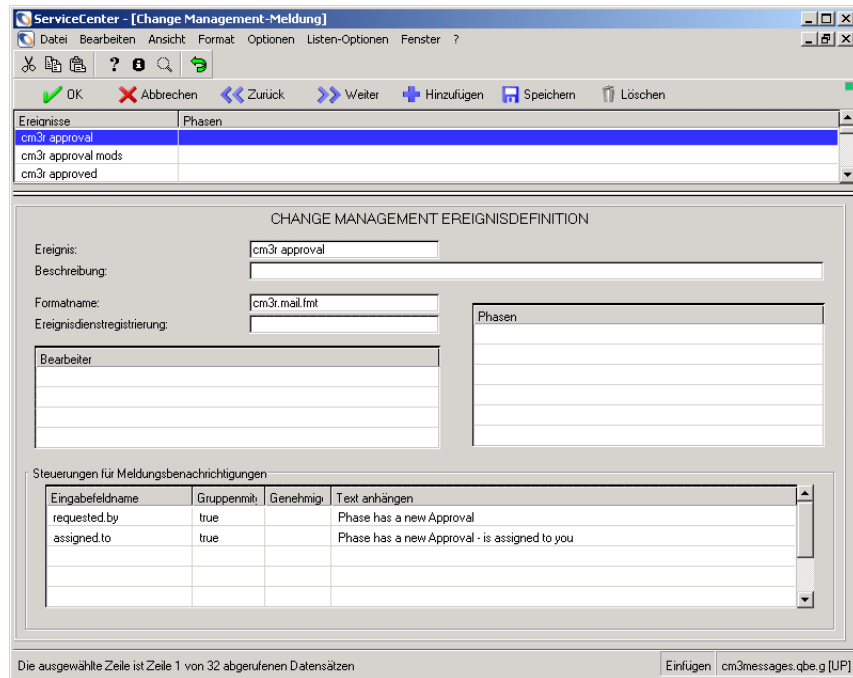 ServiceCenter - [Change Management-Meldung]
Datei Bearbeiten Ansicht Format Optionen Listen-Optionen Fenster ?
OK Abbrechen Zurück Weiter Hinzufügen Speichern Löschen
Ereignisse Phasen
cm3r approval
cm3r approval mods
cm3r approved
CHANGE MANAGEMENT EREIGNISDEFINITION
Ereignis: cm3r approval
Beschreibung:
Formatname: cm3r.mail.fmt
Ereignisdienstregistrierung:
Phasen
Bearbeiter
Steuerungen für Meldungsbenachrichtigungen
Eingabefeldname Gruppenmit Genehmig Text anhängen
requested.by true Phase has a new Approval
assigned.to true Phase has a new Approval - is assigned to you
Die ausgewählte Zeile ist Zeile 1 von 32 abgerufenen Datensätzen Einfügen cm3messages.qbe.g [UP]